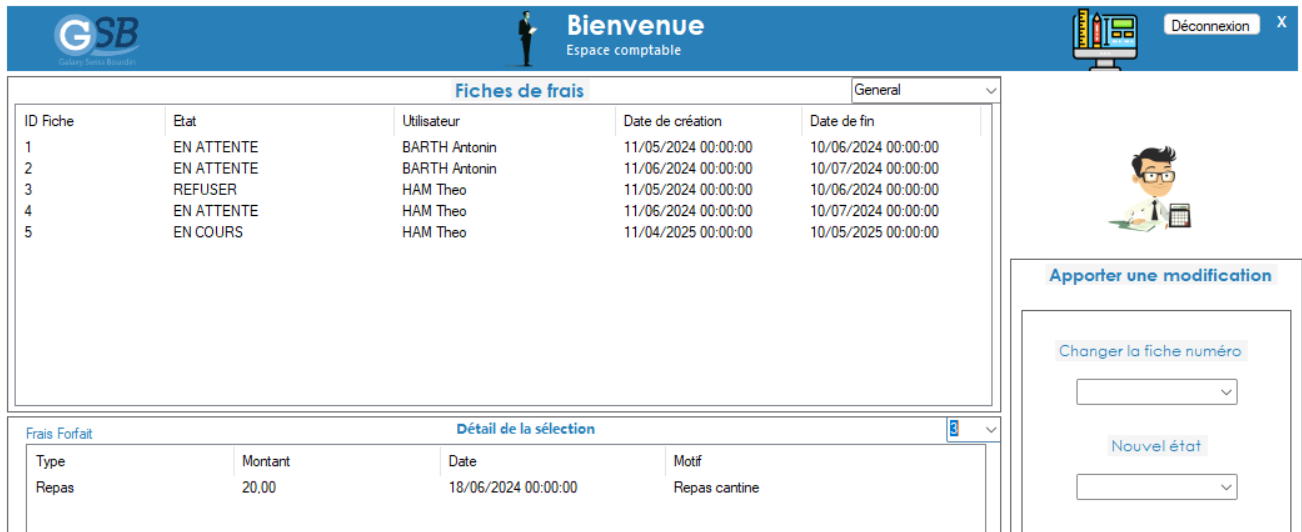 GSB
Galaxy Swiss Bourdin
Bienvenue
Espace comptable
Déconnexion X
Fiches de frais General
ID Fiche Etat Utilisateur Date de création Date de fin
1 EN ATTENTE BARTH Antonin 11/05/2024 00:00:00 10/06/2024 00:00:00
2 EN ATTENTE BARTH Antonin 11/06/2024 00:00:00 10/07/2024 00:00:00
3 REFUSER HAM Theo 11/05/2024 00:00:00 10/06/2024 00:00:00
4 EN ATTENTE HAM Theo 11/06/2024 00:00:00 10/07/2024 00:00:00
5 EN COURS HAM Theo 11/04/2025 00:00:00 10/05/2025 00:00:00
Frais Forfait Détail de la sélection 3
Type Montant Date Motif
Repas 20,00 18/06/2024 00:00:00 Repas cantine
Apporter une modification
Changer la fiche numéro
Nouvel état